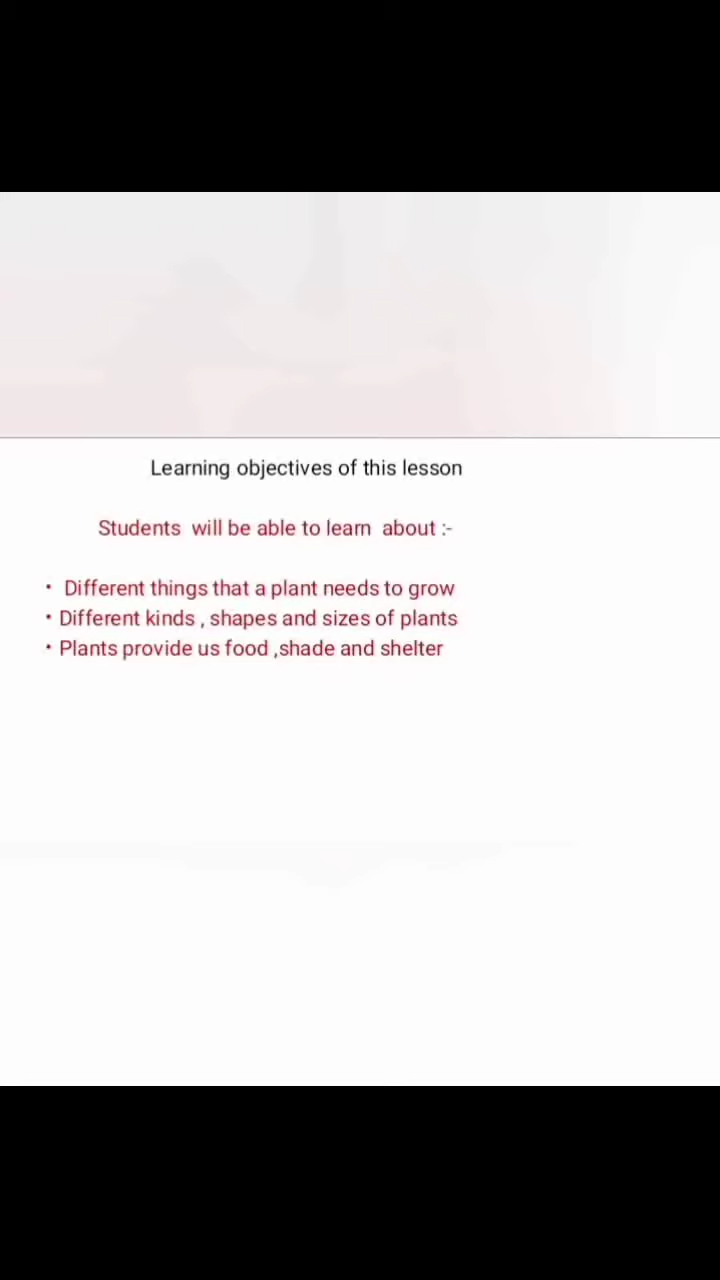 Learning objectives of this lesson
Students will be able to learn about :-
• Different things that a plant needs to grow
• Different kinds , shapes and sizes of plants
• Plants provide us food ,shade and shelter